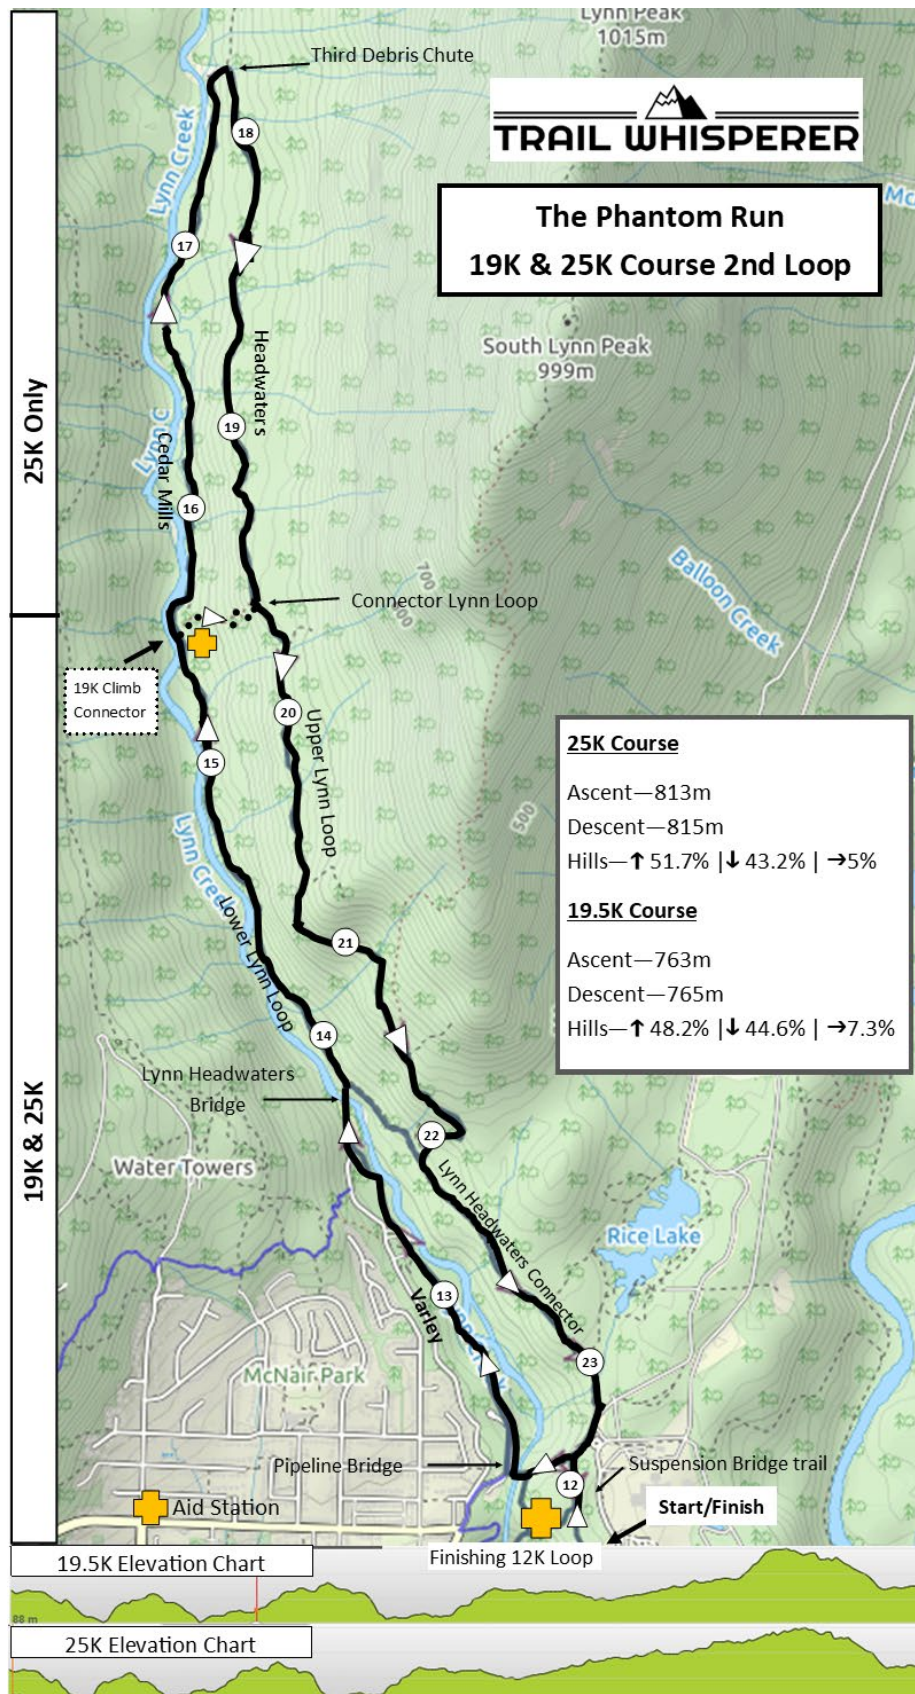 Lynn Peak
1015m
Third Debris Chute
TRAIL WHISPERER
Lynn Creek
18
The Phantom Run
19K & 25K Course 2nd Loop
17
Headwaters
South Lynn Peak
999m
25K Only
19
Lynn C
Cedar Mills
16
Balloon Creek
700
Connector Lynn Loop
19K Climb
Connector
20
Upper Lynn Loop
15
500
25K Course
Ascent—813m
Descent—815m
Hills—↑ 51.7% |↓ 43.2% | →5%
19.5K Course
Ascent—763m
Descent—765m
Hills—↑ 48.2% |↓ 44.6% | →7.3%
Lynn Creek
Lower Lynn Loop
21
14
Lynn Headwaters
Bridge
19K & 25K
22
Water Towers
Lynn Headwaters Connector
Rice Lake
13
Varley
23
McNair Park
Pipeline Bridge
12
Suspension Bridge trail
Aid Station
Start/Finish
Finishing 12K Loop
19.5K Elevation Chart
88 m
25K Elevation Chart